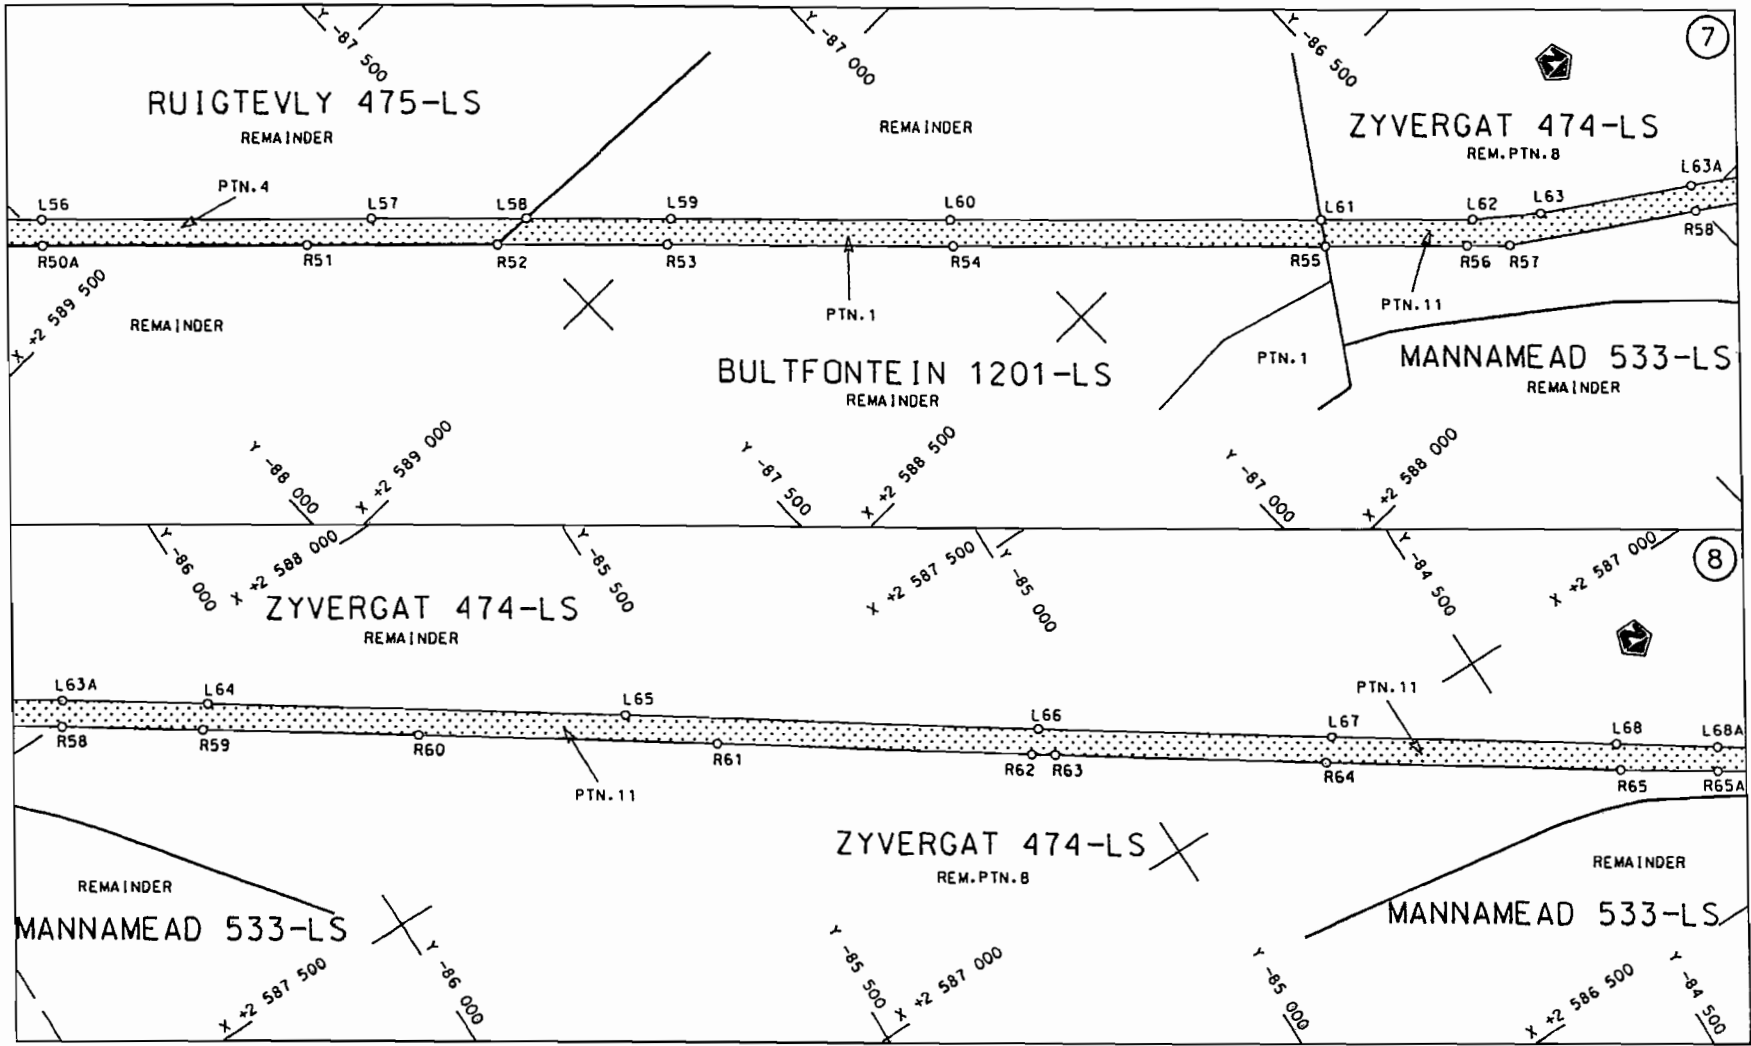 Y -87 500
Y -87 000
Y -86 500
7
RUIGTEVLY 475-LS
REMAINDER
REMAINDER
ZYVERGAT 474-LS
REM.PTN.8
PTN.4
L56
L57
L58
L59
L60
L61
L62
L63
L63A
R50A
R51
R52
R53
R54
R55
R56
R57
R58
X +2 589 500
REMAINDER
PTN.1
PTN.11
BULTFONTEIN 1201-LS
REMAINDER
PTN.1
MANNAMEAD 533-LS
REMAINDER
Y -88 000
X +2 589 000
Y -87 500
X +2 588 500
Y -87 000
X +2 588 000
Y -86 000
X +2 588 000
Y -85 500
X +2 587 500
Y -85 000
Y -84 500
X +2 587 000
8
ZYVERGAT 474-LS
REMAINDER
L63A
L64
L65
L66
PTN.11
L67
L68
L68A
R58
R59
R60
R61
R62
R63
R64
R65
R65A
PTN.11
ZYVERGAT 474-LS
REM.PTN.8
REMAINDER
MANNAMEAD 533-LS
REMAINDER
MANNAMEAD 533-LS
X +2 587 500
Y -86 000
Y -85 500
X +2 587 000
Y -85 000
X +2 586 500
Y -84 500